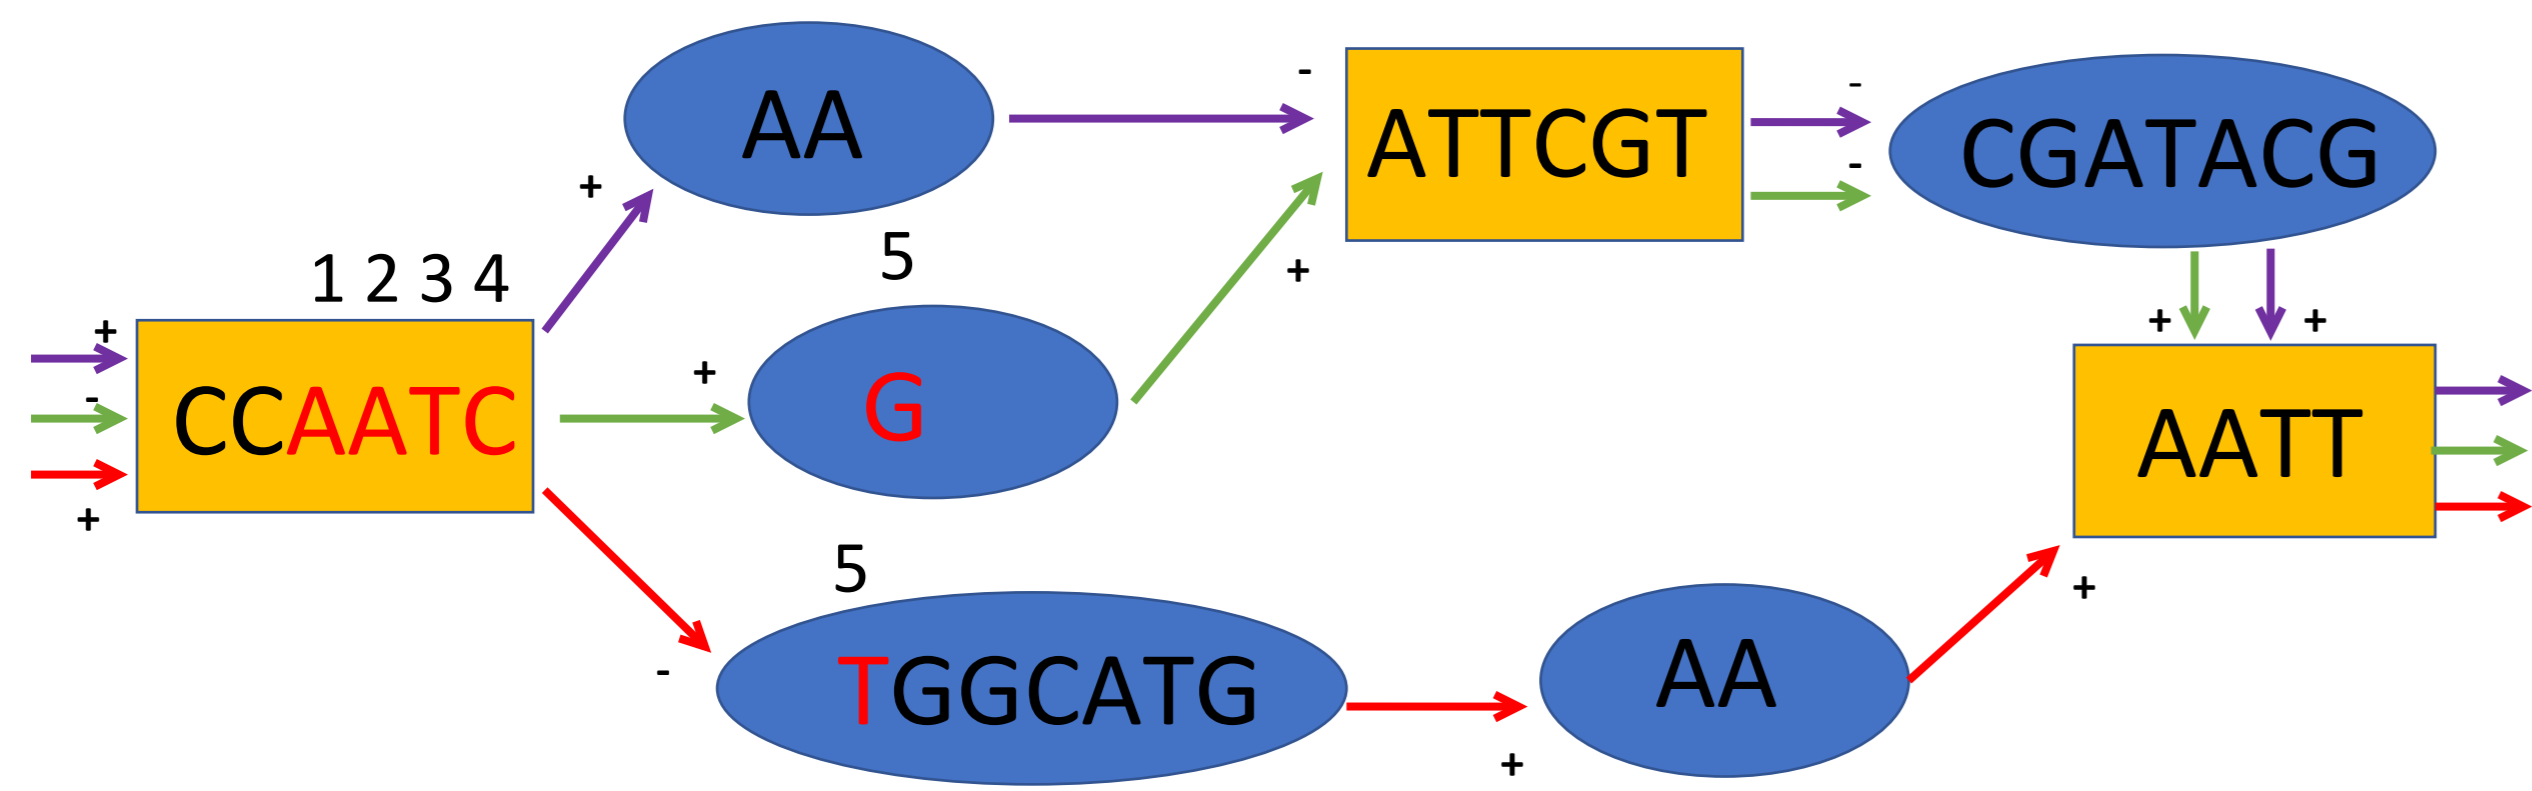 AA
-
ATTCGT
-
-
CGATACG
+
5
1 2 3 4
+
+
-
+
CCAATC
+
G
+
+
+
AATT
5
-
TGGCATG
+
AA
+